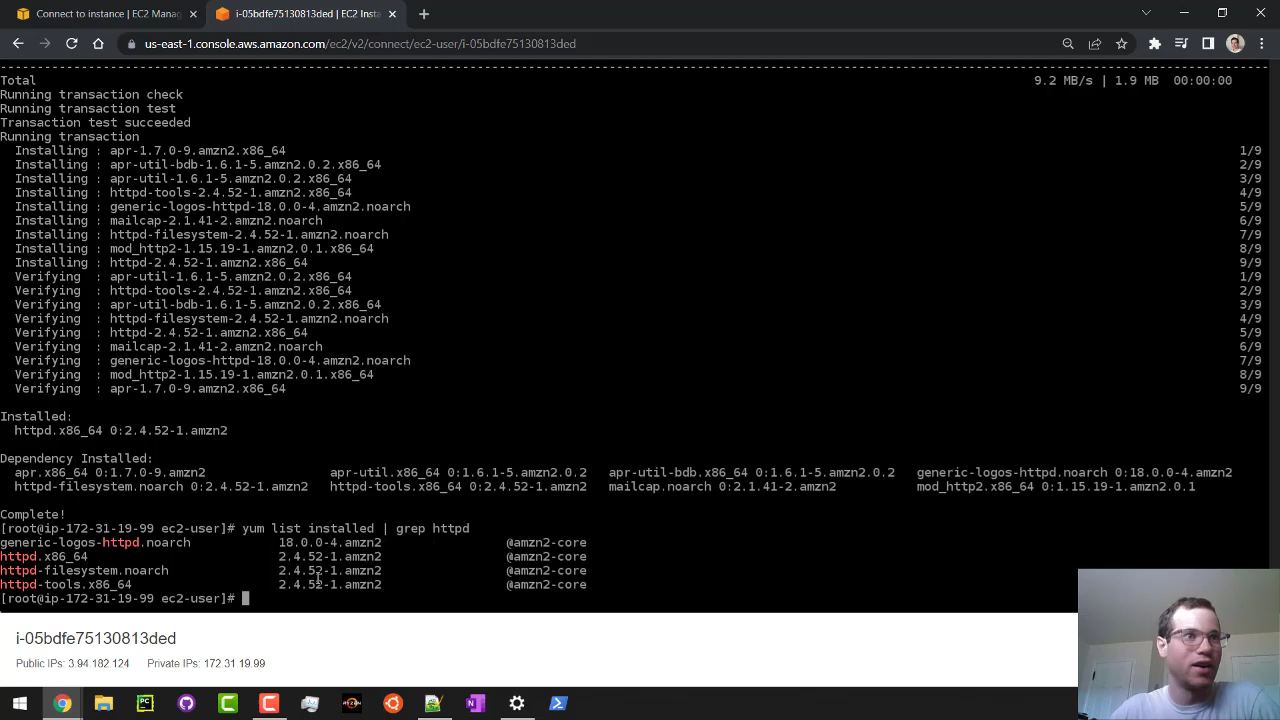 Connect to instance | EC2 Manag
i-05bdfe75130813ded | EC2 Insta
us-east-1.console.aws.amazon.com/ec2/v2/connect/ec2-user/i-05bdfe75130813ded
--------------------------------------------------------------------------------
Total 9.2 MB/s | 1.9 MB 00:00:00
Running transaction check
Running transaction test
Transaction test succeeded
Running transaction
Installing : apr-1.7.0-9.amzn2.x86_64 1/9
Installing : apr-util-bdb-1.6.1-5.amzn2.0.2.x86_64 2/9
Installing : apr-util-1.6.1-5.amzn2.0.2.x86_64 3/9
Installing : httpd-tools-2.4.52-1.amzn2.x86_64 4/9
Installing : generic-logos-httpd-18.0.0-4.amzn2.noarch 5/9
Installing : mailcap-2.1.41-2.amzn2.noarch 6/9
Installing : httpd-filesystem-2.4.52-1.amzn2.noarch 7/9
Installing : mod_http2-1.15.19-1.amzn2.0.1.x86_64 8/9
Installing : httpd-2.4.52-1.amzn2.x86_64 9/9
Verifying : apr-util-1.6.1-5.amzn2.0.2.x86_64 1/9
Verifying : httpd-tools-2.4.52-1.amzn2.x86_64 2/9
Verifying : apr-util-bdb-1.6.1-5.amzn2.0.2.x86_64 3/9
Verifying : httpd-filesystem-2.4.52-1.amzn2.noarch 4/9
Verifying : httpd-2.4.52-1.amzn2.x86_64 5/9
Verifying : mailcap-2.1.41-2.amzn2.noarch 6/9
Verifying : generic-logos-httpd-18.0.0-4.amzn2.noarch 7/9
Verifying : mod_http2-1.15.19-1.amzn2.0.1.x86_64 8/9
Verifying : apr-1.7.0-9.amzn2.x86_64 9/9
Installed:
httpd.x86_64 0:2.4.52-1.amzn2
Dependency Installed:
apr.x86_64 0:1.7.0-9.amzn2 apr-util.x86_64 0:1.6.1-5.amzn2.0.2 apr-util-bdb.x86_64 0:1.6.1-5.amzn2.0.2 generic-logos-httpd.noarch 0:18.0.0-4.amzn2
httpd-filesystem.noarch 0:2.4.52-1.amzn2 httpd-tools.x86_64 0:2.4.52-1.amzn2 mailcap.noarch 0:2.1.41-2.amzn2 mod_http2.x86_64 0:1.15.19-1.amzn2.0.1
Complete!
[root@ip-172-31-19-99 ec2-user]# yum list installed | grep httpd
generic-logos-httpd.noarch 18.0.0-4.amzn2 @amzn2-core
httpd.x86_64 2.4.52-1.amzn2 @amzn2-core
httpd-filesystem.noarch 2.4.52-1.amzn2 @amzn2-core
httpd-tools.x86_64 2.4.52-1.amzn2 @amzn2-core
[root@ip-172-31-19-99 ec2-user]#
i-05bdfe75130813ded
Public IPs: 3.94.182.124 Private IPs: 172.31.19.99
PC
C
C
RYZEN
N